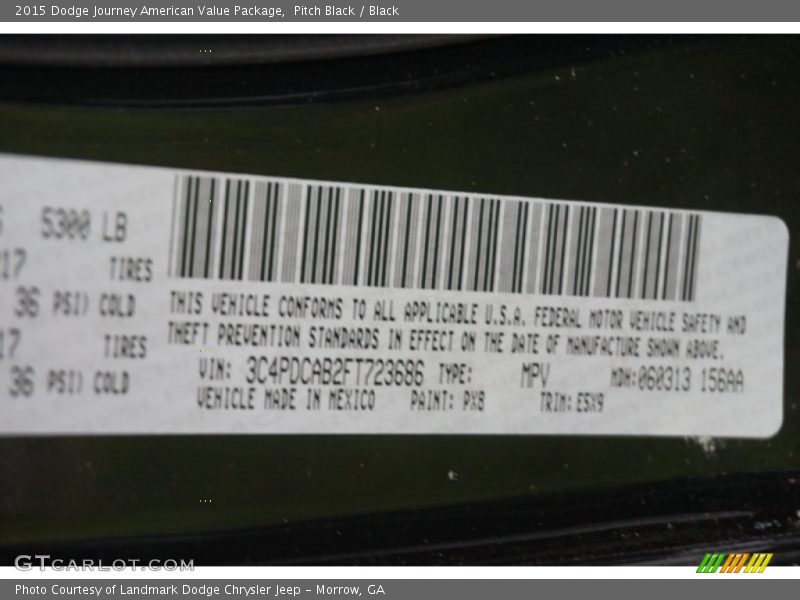 2015 Dodge Journey American Value Package, Pitch Black / Black
5300 LB
17 TIRES
36 PSI) COLD
17 TIRES
36 PSI) COLD
THIS VEHICLE CONFORMS TO ALL APPLICABLE U.S.A. FEDERAL MOTOR VEHICLE SAFETY AND
THEFT PREVENTION STANDARDS IN EFFECT ON THE DATE OF MANUFACTURE SHOWN ABOVE.
VIN: 3C4PDCAB2FT723686 TYPE: MPV MDH:060313 156AA
VEHICLE MADE IN MEXICO PAINT: PX8 TRIM: E5X9
GTCARLOT.COM
Photo Courtesy of Landmark Dodge Chrysler Jeep – Morrow, GA